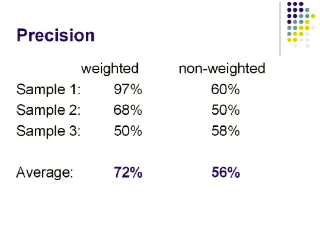 Precision
weighted non-weighted
Sample 1: 97% 60%
Sample 2: 68% 50%
Sample 3: 50% 58%
Average: 72% 56%